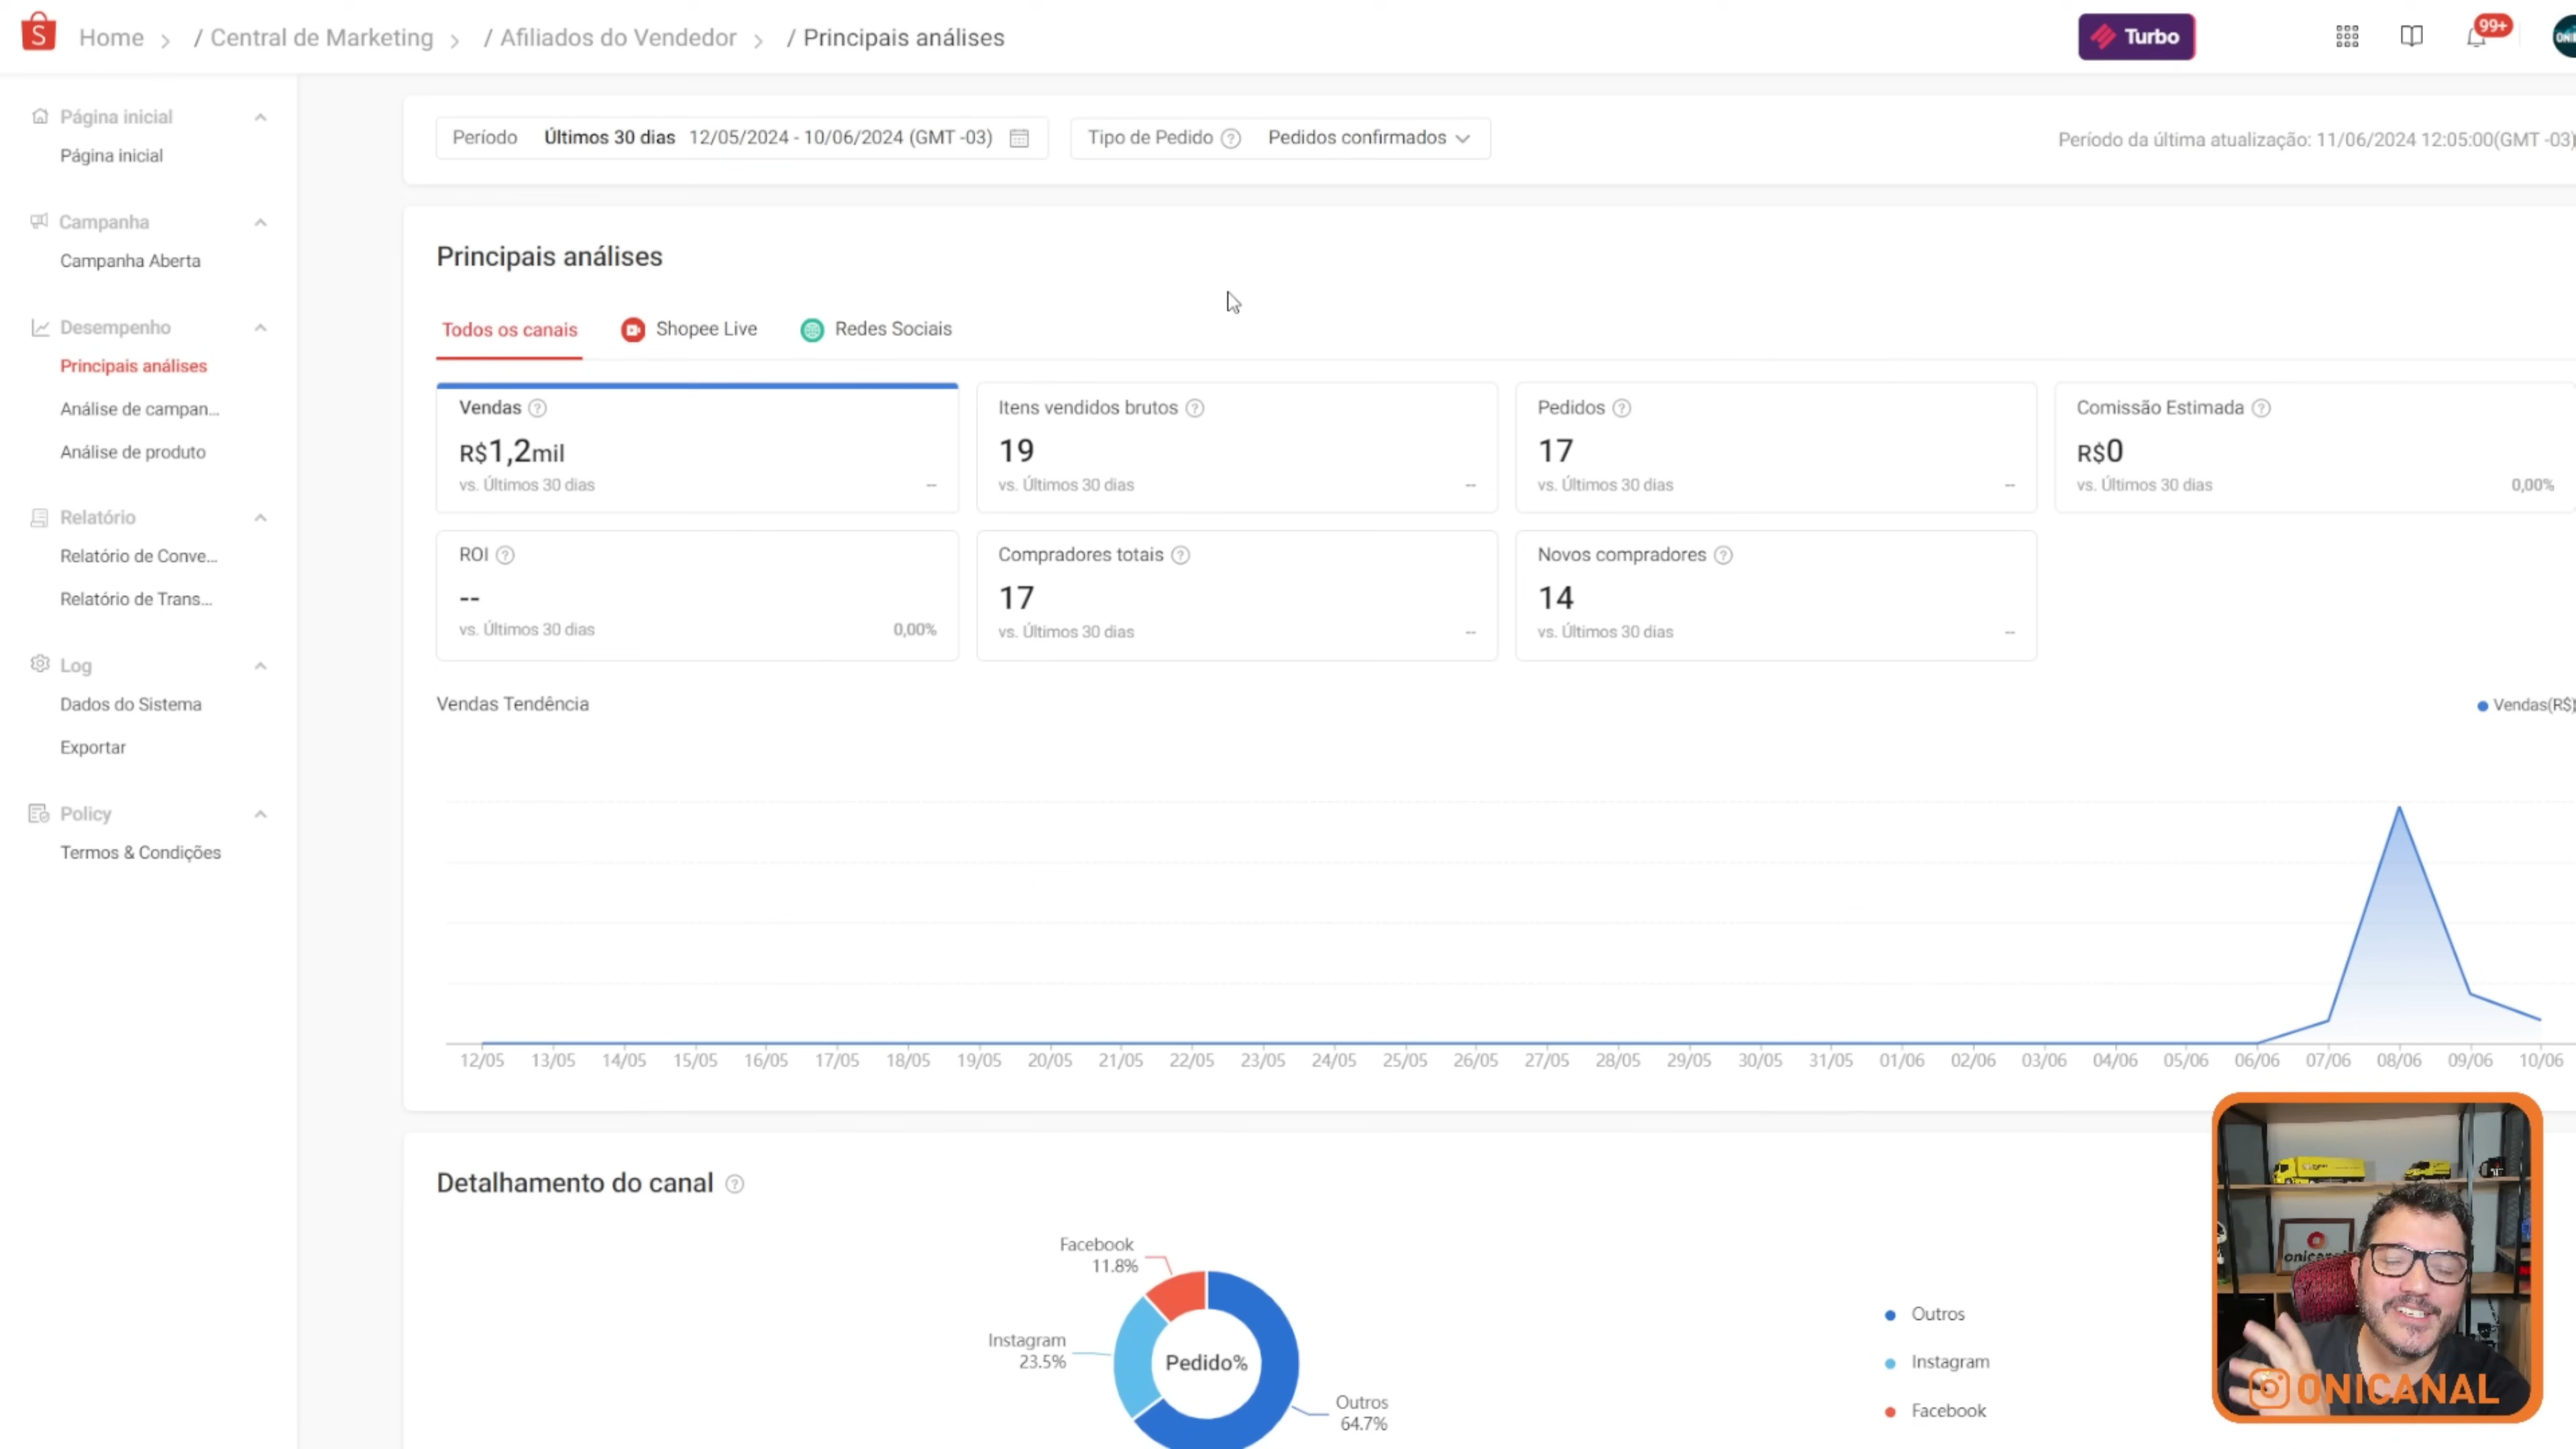 S Home / Central de Marketing / Afiliados do Vendedor / Principais análises
Turbo
99+
Página inicial
Página inicial
Campanha
Campanha Aberta
Desempenho
Principais análises
Análise de campan...
Análise de produto
Relatório
Relatório de Conve...
Relatório de Trans...
Log
Dados do Sistema
Exportar
Policy
Termos & Condições
Período Últimos 30 dias 12/05/2024 - 10/06/2024 (GMT -03)
Tipo de Pedido ? Pedidos confirmados
Período da última atualização: 11/06/2024 12:05:00(GMT -03)
Principais análises
Todos os canais
Shopee Live
Redes Sociais
Vendas ?
R$1,2mil
vs. Últimos 30 dias --
Itens vendidos brutos ?
19
vs. Últimos 30 dias --
Pedidos ?
17
vs. Últimos 30 dias --
Comissão Estimada ?
R$0
vs. Últimos 30 dias 0,00%
ROI ?
--
vs. Últimos 30 dias 0,00%
Compradores totais ?
17
vs. Últimos 30 dias --
Novos compradores ?
14
vs. Últimos 30 dias --
Vendas Tendência
Vendas(R$)
12/05 13/05 14/05 15/05 16/05 17/05 18/05 19/05 20/05 21/05 22/05 23/05 24/05 25/05 26/05 27/05 28/05 29/05 30/05 31/05 01/06 02/06 03/06 04/06 05/06 06/06 07/06 08/06 09/06 10/06
Detalhamento do canal ?
Facebook
11.8%
Instagram
23.5%
Pedido%
Outros
64.7%
Outros
Instagram
Facebook
ONICANAL